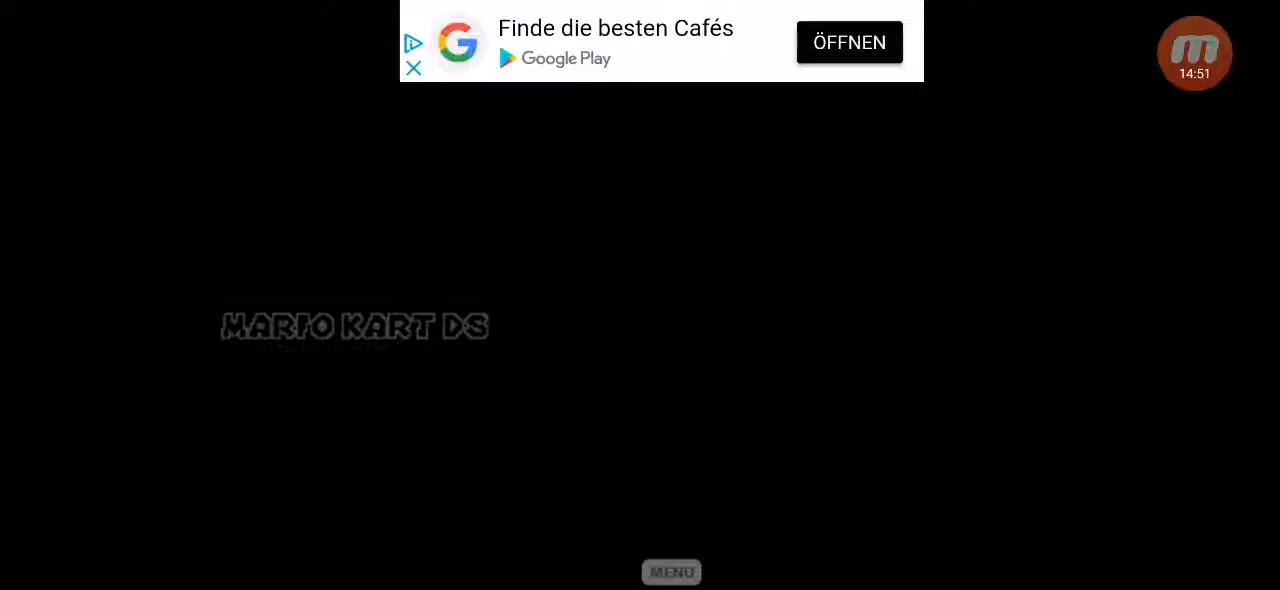 Finde die besten Cafés
Google Play
ÖFFNEN
14:51
MARIO KART DS
MENU